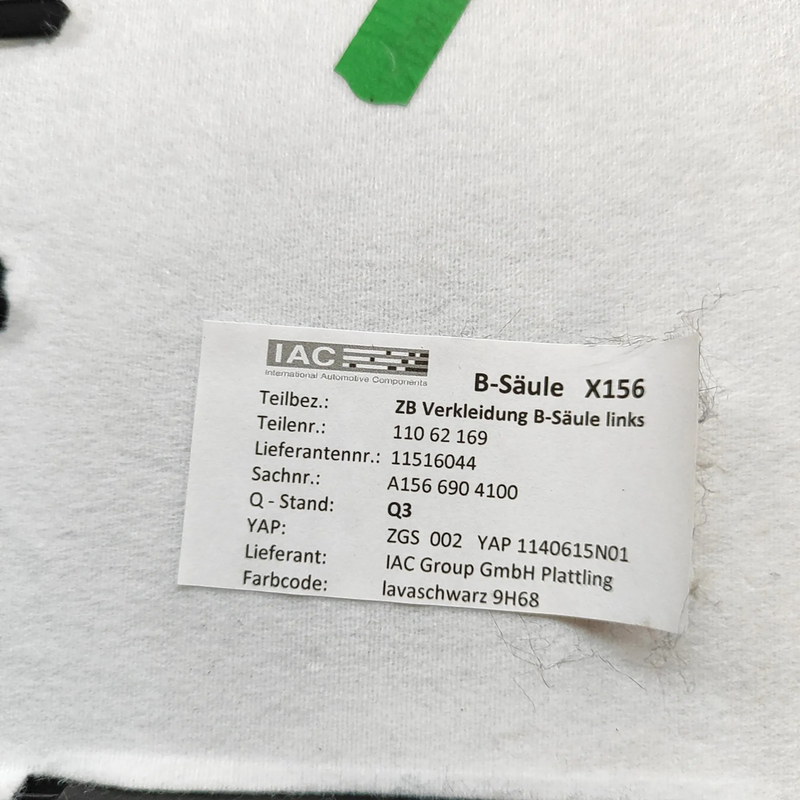 IAC
International Automotive Components
B-Säule X156
Teilbez.: ZB Verkleidung B-Säule links
Teilenr.: 110 62 169
Lieferantennr.: 11516044
Sachnr.: A156 690 4100
Q - Stand: Q3
YAP: ZGS 002 YAP 1140615N01
Lieferant: IAC Group GmbH Plattling
Farbcode: lavaschwarz 9H68